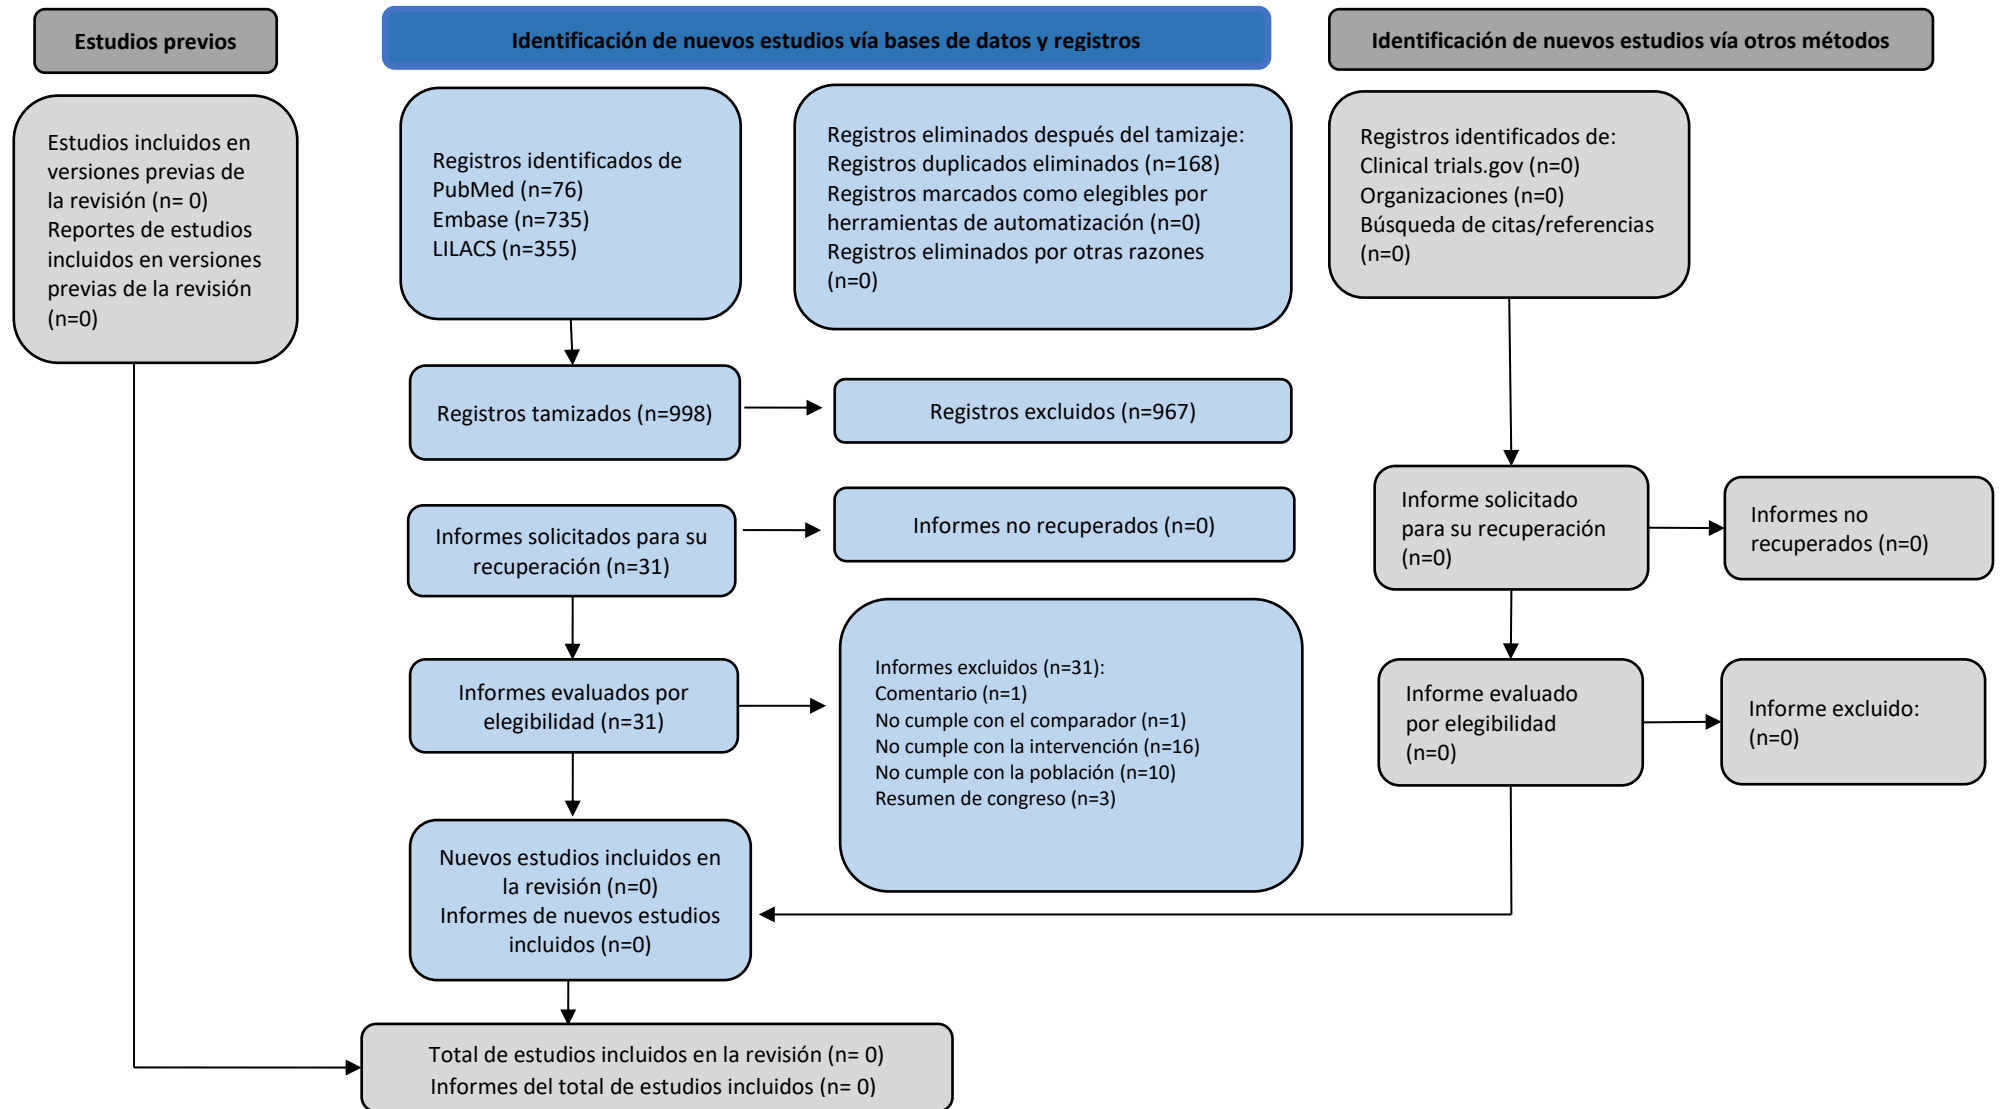 Estudios previos
Identificación de nuevos estudios vía bases de datos y registros
Identificación de nuevos estudios vía otros métodos
Estudios incluidos en
versiones previas de
la revisión (n= 0)
Reportes de estudios
incluidos en versiones
previas de la revisión
(n=0)
Registros identificados de
PubMed (n=76)
Embase (n=735)
LILACS (n=355)
Registros eliminados después del tamizaje:
Registros duplicados eliminados (n=168)
Registros marcados como elegibles por
herramientas de automatización (n=0)
Registros eliminados por otras razones
(n=0)
Registros identificados de:
Clinical trials.gov (n=0)
Organizaciones (n=0)
Búsqueda de citas/referencias
(n=0)
Registros tamizados (n=998)
Registros excluidos (n=967)
Informes solicitados para su
recuperación (n=31)
Informes no recuperados (n=0)
Informe solicitado
para su recuperación
(n=0)
Informes no
recuperados (n=0)
Informes evaluados por
elegibilidad (n=31)
Informes excluidos (n=31):
Comentario (n=1)
No cumple con el comparador (n=1)
No cumple con la intervención (n=16)
No cumple con la población (n=10)
Resumen de congreso (n=3)
Informe evaluado
por elegibilidad
(n=0)
Informe excluido:
(n=0)
Nuevos estudios incluidos en
la revisión (n=0)
Informes de nuevos estudios
incluidos (n=0)
Total de estudios incluidos en la revisión (n= 0)
Informes del total de estudios incluidos (n= 0)